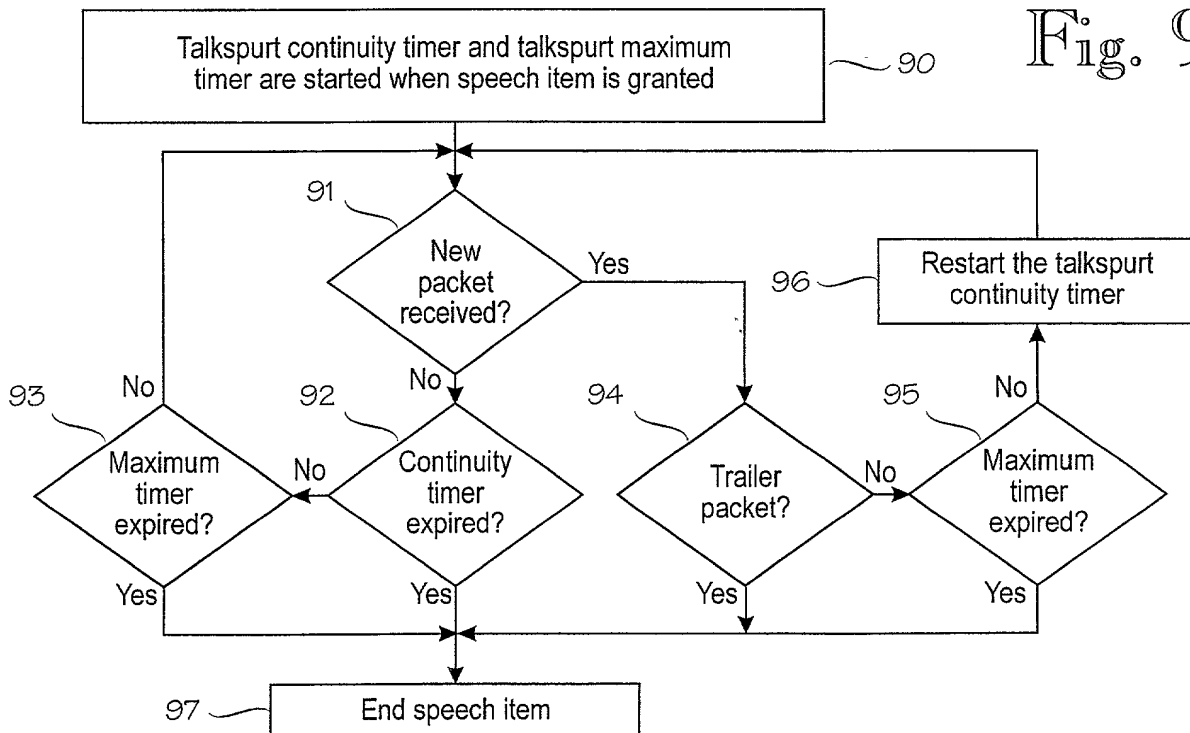 Fig. 9
Talkspurt continuity timer and talkspurt maximum
timer are started when speech item is granted
90
91
New
packet
received?
Yes
No
96
Restart the talkspurt
continuity timer
93
No
Maximum
timer
expired?
Yes
92
No
Continuity
timer
expired?
Yes
94
Trailer
packet?
No
Yes
95
No
Maximum
timer
expired?
Yes
97
End speech item